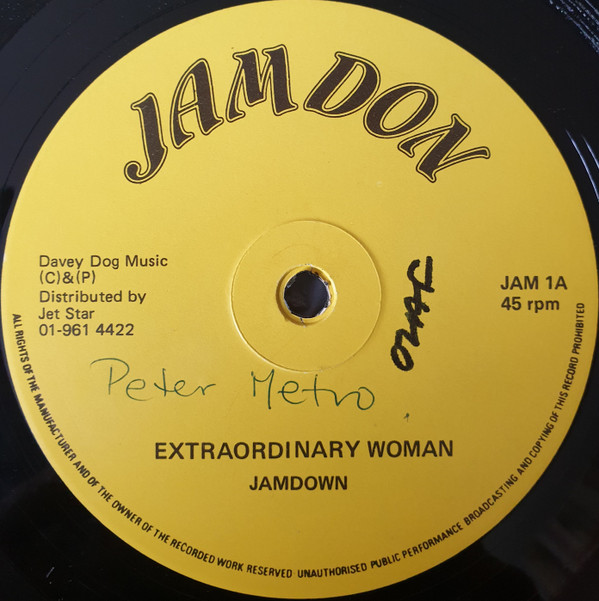 JAMDON
Davey Dog Music
(C)&(P)
Distributed by
Jet Star
01-961 4422
JAM 1A
45 rpm
Peter Metro
EXTRAORDINARY WOMAN
JAMDOWN
ALL RIGHTS OF THE MANUFACTURER AND OF THE OWNER OF THE RECORDED WORK RESERVED UNAUTHORISED PUBLIC PERFORMANCE BROADCASTING AND COPYING OF THIS RECORD PROHIBITED